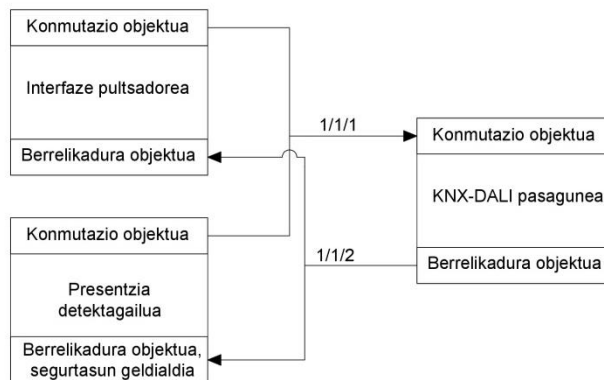 Konmutazio objektua
Interfaze pultsadorea
Berrelikadura objektua
1/1/1
Konmutazio objektua
KNX-DALI pasagunea
Berrelikadura objektua
1/1/2
Konmutazio objektua
Presentzia
detektagailua
Berrelikadura objektua,
segurtasun geldialdia